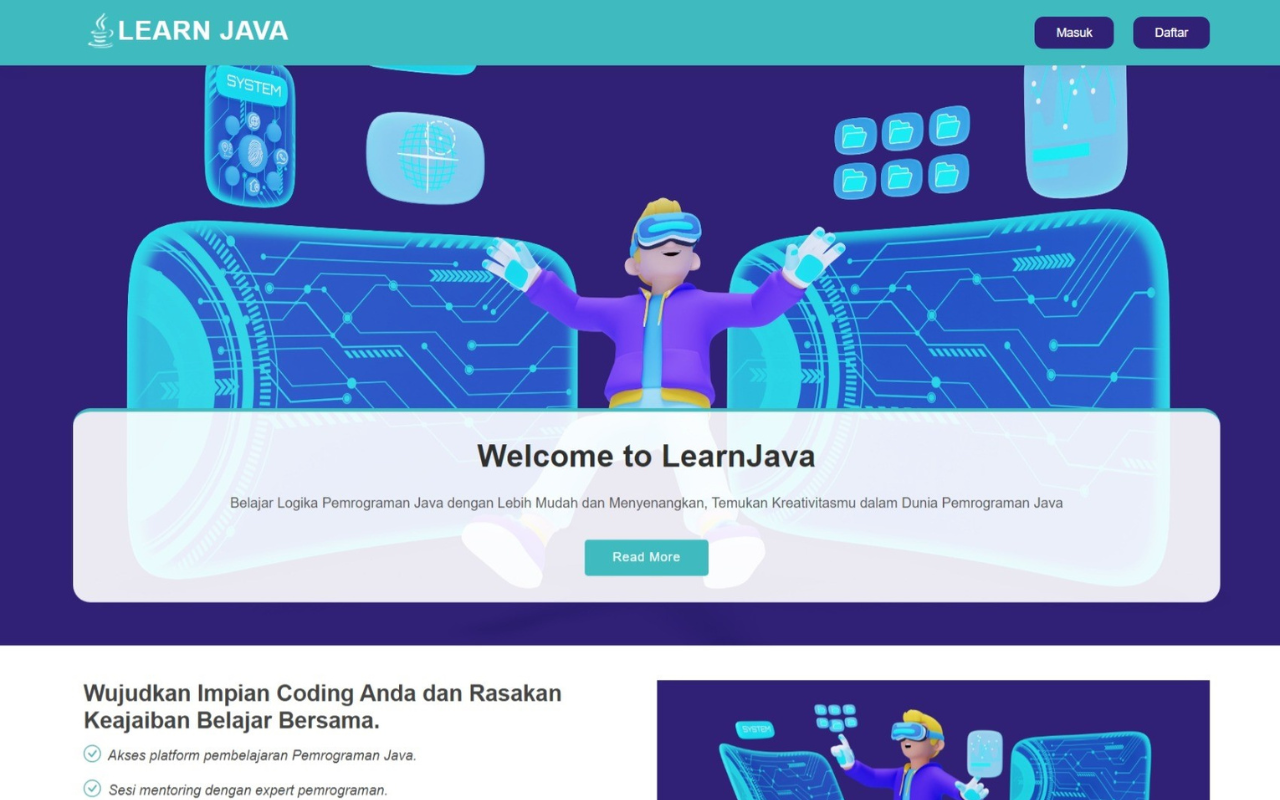 LEARN JAVA
Masuk
Daftar
SYSTEM
Welcome to LearnJava
Belajar Logika Pemrograman Java dengan Lebih Mudah dan Menyenangkan, Temukan Kreativitasmu dalam Dunia Pemrograman Java
Read More
Wujudkan Impian Coding Anda dan Rasakan
Keajaiban Belajar Bersama.
Akses platform pembelajaran Pemrograman Java.
Sesi mentoring dengan expert pemrograman.
SYSTEM